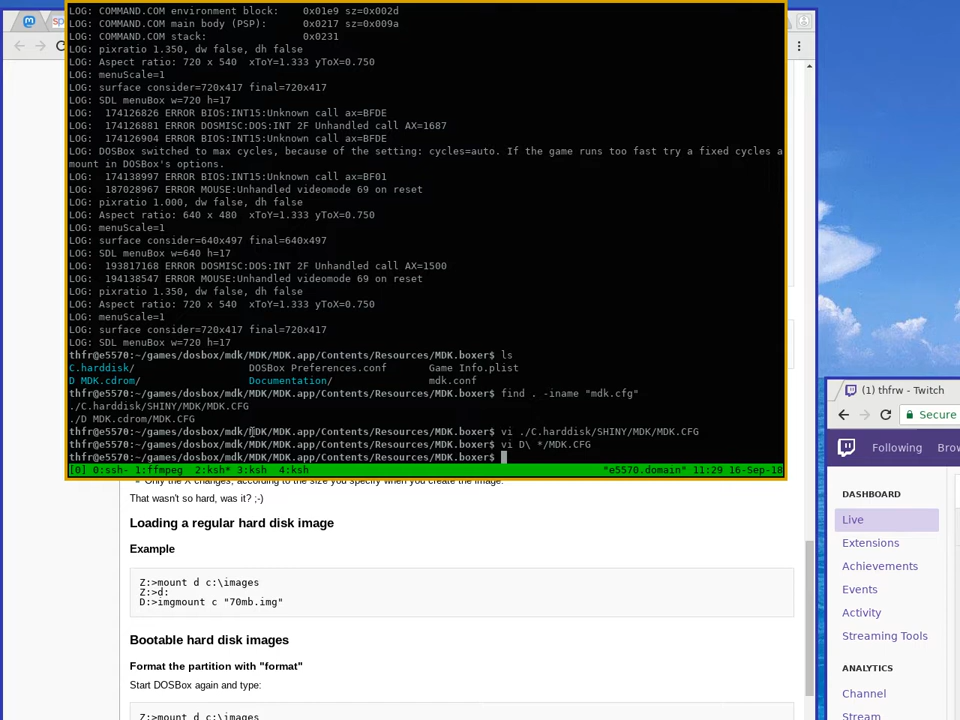 LOG: COMMAND.COM environment block:    0x01e9 sz=0x002d
LOG: COMMAND.COM main body (PSP):      0x0217 sz=0x009a
LOG: COMMAND.COM stack:                0x0231
LOG: pixratio 1.350, dw false, dh false
LOG: Aspect ratio: 720 x 540  xToY=1.333 yToX=0.750
LOG: menuScale=1
LOG: surface consider=720x417 final=720x417
LOG: SDL menuBox w=720 h=17
LOG:  174126826 ERROR BIOS:INT15:Unknown call ax=BFDE
LOG:  174126881 ERROR DOSMISC:DOS:INT 2F Unhandled call AX=1687
LOG:  174126904 ERROR BIOS:INT15:Unknown call ax=BFDE
LOG: DOSBox switched to max cycles, because of the setting: cycles=auto. If the game runs too fast try a fixed cycles a
mount in DOSBox's options.
LOG:  174138997 ERROR BIOS:INT15:Unknown call ax=BF01
LOG:  187028967 ERROR MOUSE:Unhandled videomode 69 on reset
LOG: pixratio 1.000, dw false, dh false
LOG: Aspect ratio: 640 x 480  xToY=1.333 yToX=0.750
LOG: menuScale=1
LOG: surface consider=640x497 final=640x497
LOG: SDL menuBox w=640 h=17
LOG:  193817168 ERROR DOSMISC:DOS:INT 2F Unhandled call AX=1500
LOG:  194138547 ERROR MOUSE:Unhandled videomode 69 on reset
LOG: pixratio 1.350, dw false, dh false
LOG: Aspect ratio: 720 x 540  xToY=1.333 yToX=0.750
LOG: menuScale=1
LOG: surface consider=720x417 final=720x417
LOG: SDL menuBox w=720 h=17
thfr@e5570:~/games/dosbox/mdk/MDK/MDK.app/Contents/Resources/MDK.boxer$ ls
C.harddisk/                   DOSBox Preferences.conf       Game Info.plist
D MDK.cdrom/                  Documentation/                mdk.conf
thfr@e5570:~/games/dosbox/mdk/MDK/MDK.app/Contents/Resources/MDK.boxer$ find . -iname "mdk.cfg"
./C.harddisk/SHINY/MDK/MDK.CFG
./D MDK.cdrom/MDK.CFG
thfr@e5570:~/games/dosbox/mdk/MDK/MDK.app/Contents/Resources/MDK.boxer$ vi ./C.harddisk/SHINY/MDK/MDK.CFG
thfr@e5570:~/games/dosbox/mdk/MDK/MDK.app/Contents/Resources/MDK.boxer$ vi D\ */MDK.CFG
thfr@e5570:~/games/dosbox/mdk/MDK/MDK.app/Contents/Resources/MDK.boxer$
[0] 0:ssh- 1:ffmpeg  2:ksh* 3:ksh  4:ksh "e5570.domain" 11:29 16-Sep-18
Only the X changes, according to the size you specify when you create the image.
That wasn't so hard, was it? ;-)
Loading a regular hard disk image
Example
Z:>mount d c:\images
Z:>d:
D:>imgmount c "70mb.img"
Bootable hard disk images
Format the partition with "format"
Start DOSBox again and type:
Z:>mount d c:\images
sp
(1) thfrw - Twitch
Secure
Following
Brow
DASHBOARD
Live
Extensions
Achievements
Events
Activity
Streaming Tools
ANALYTICS
Channel
Stream